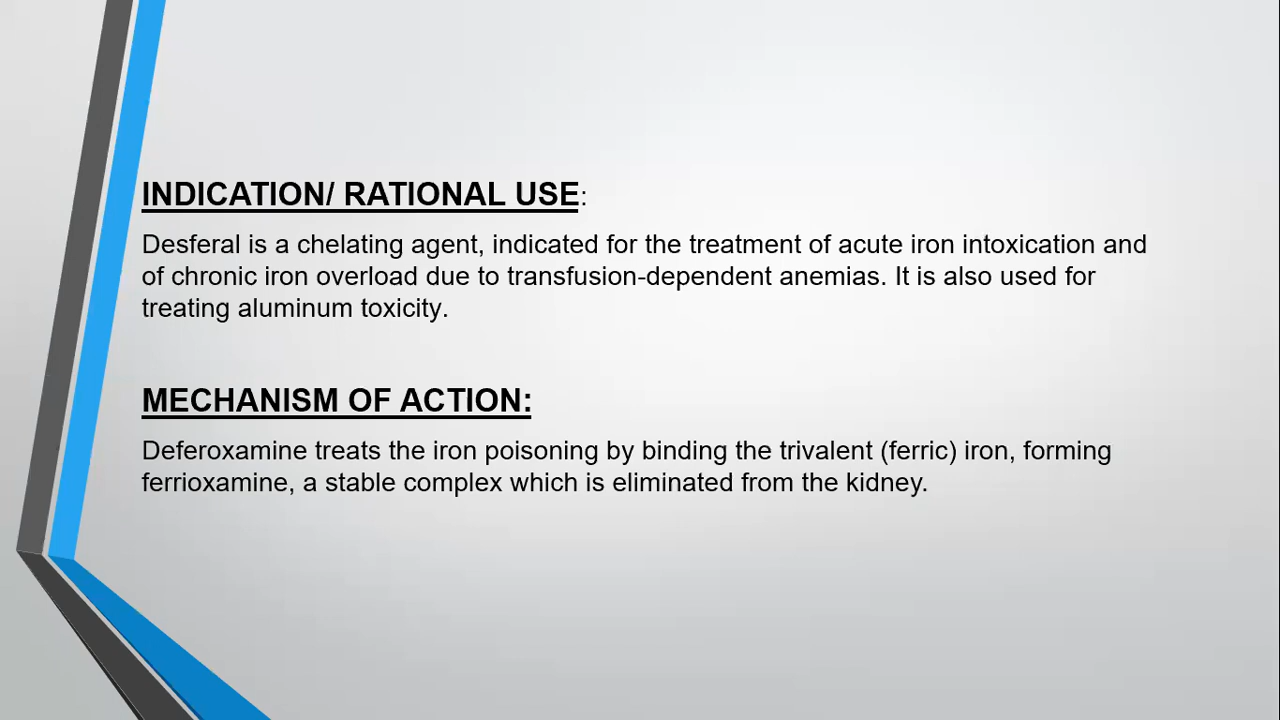 INDICATION/ RATIONAL USE:
Desferal is a chelating agent, indicated for the treatment of acute iron intoxication and
of chronic iron overload due to transfusion-dependent anemias. It is also used for
treating aluminum toxicity.
MECHANISM OF ACTION:
Deferoxamine treats the iron poisoning by binding the trivalent (ferric) iron, forming
ferrioxamine, a stable complex which is eliminated from the kidney.